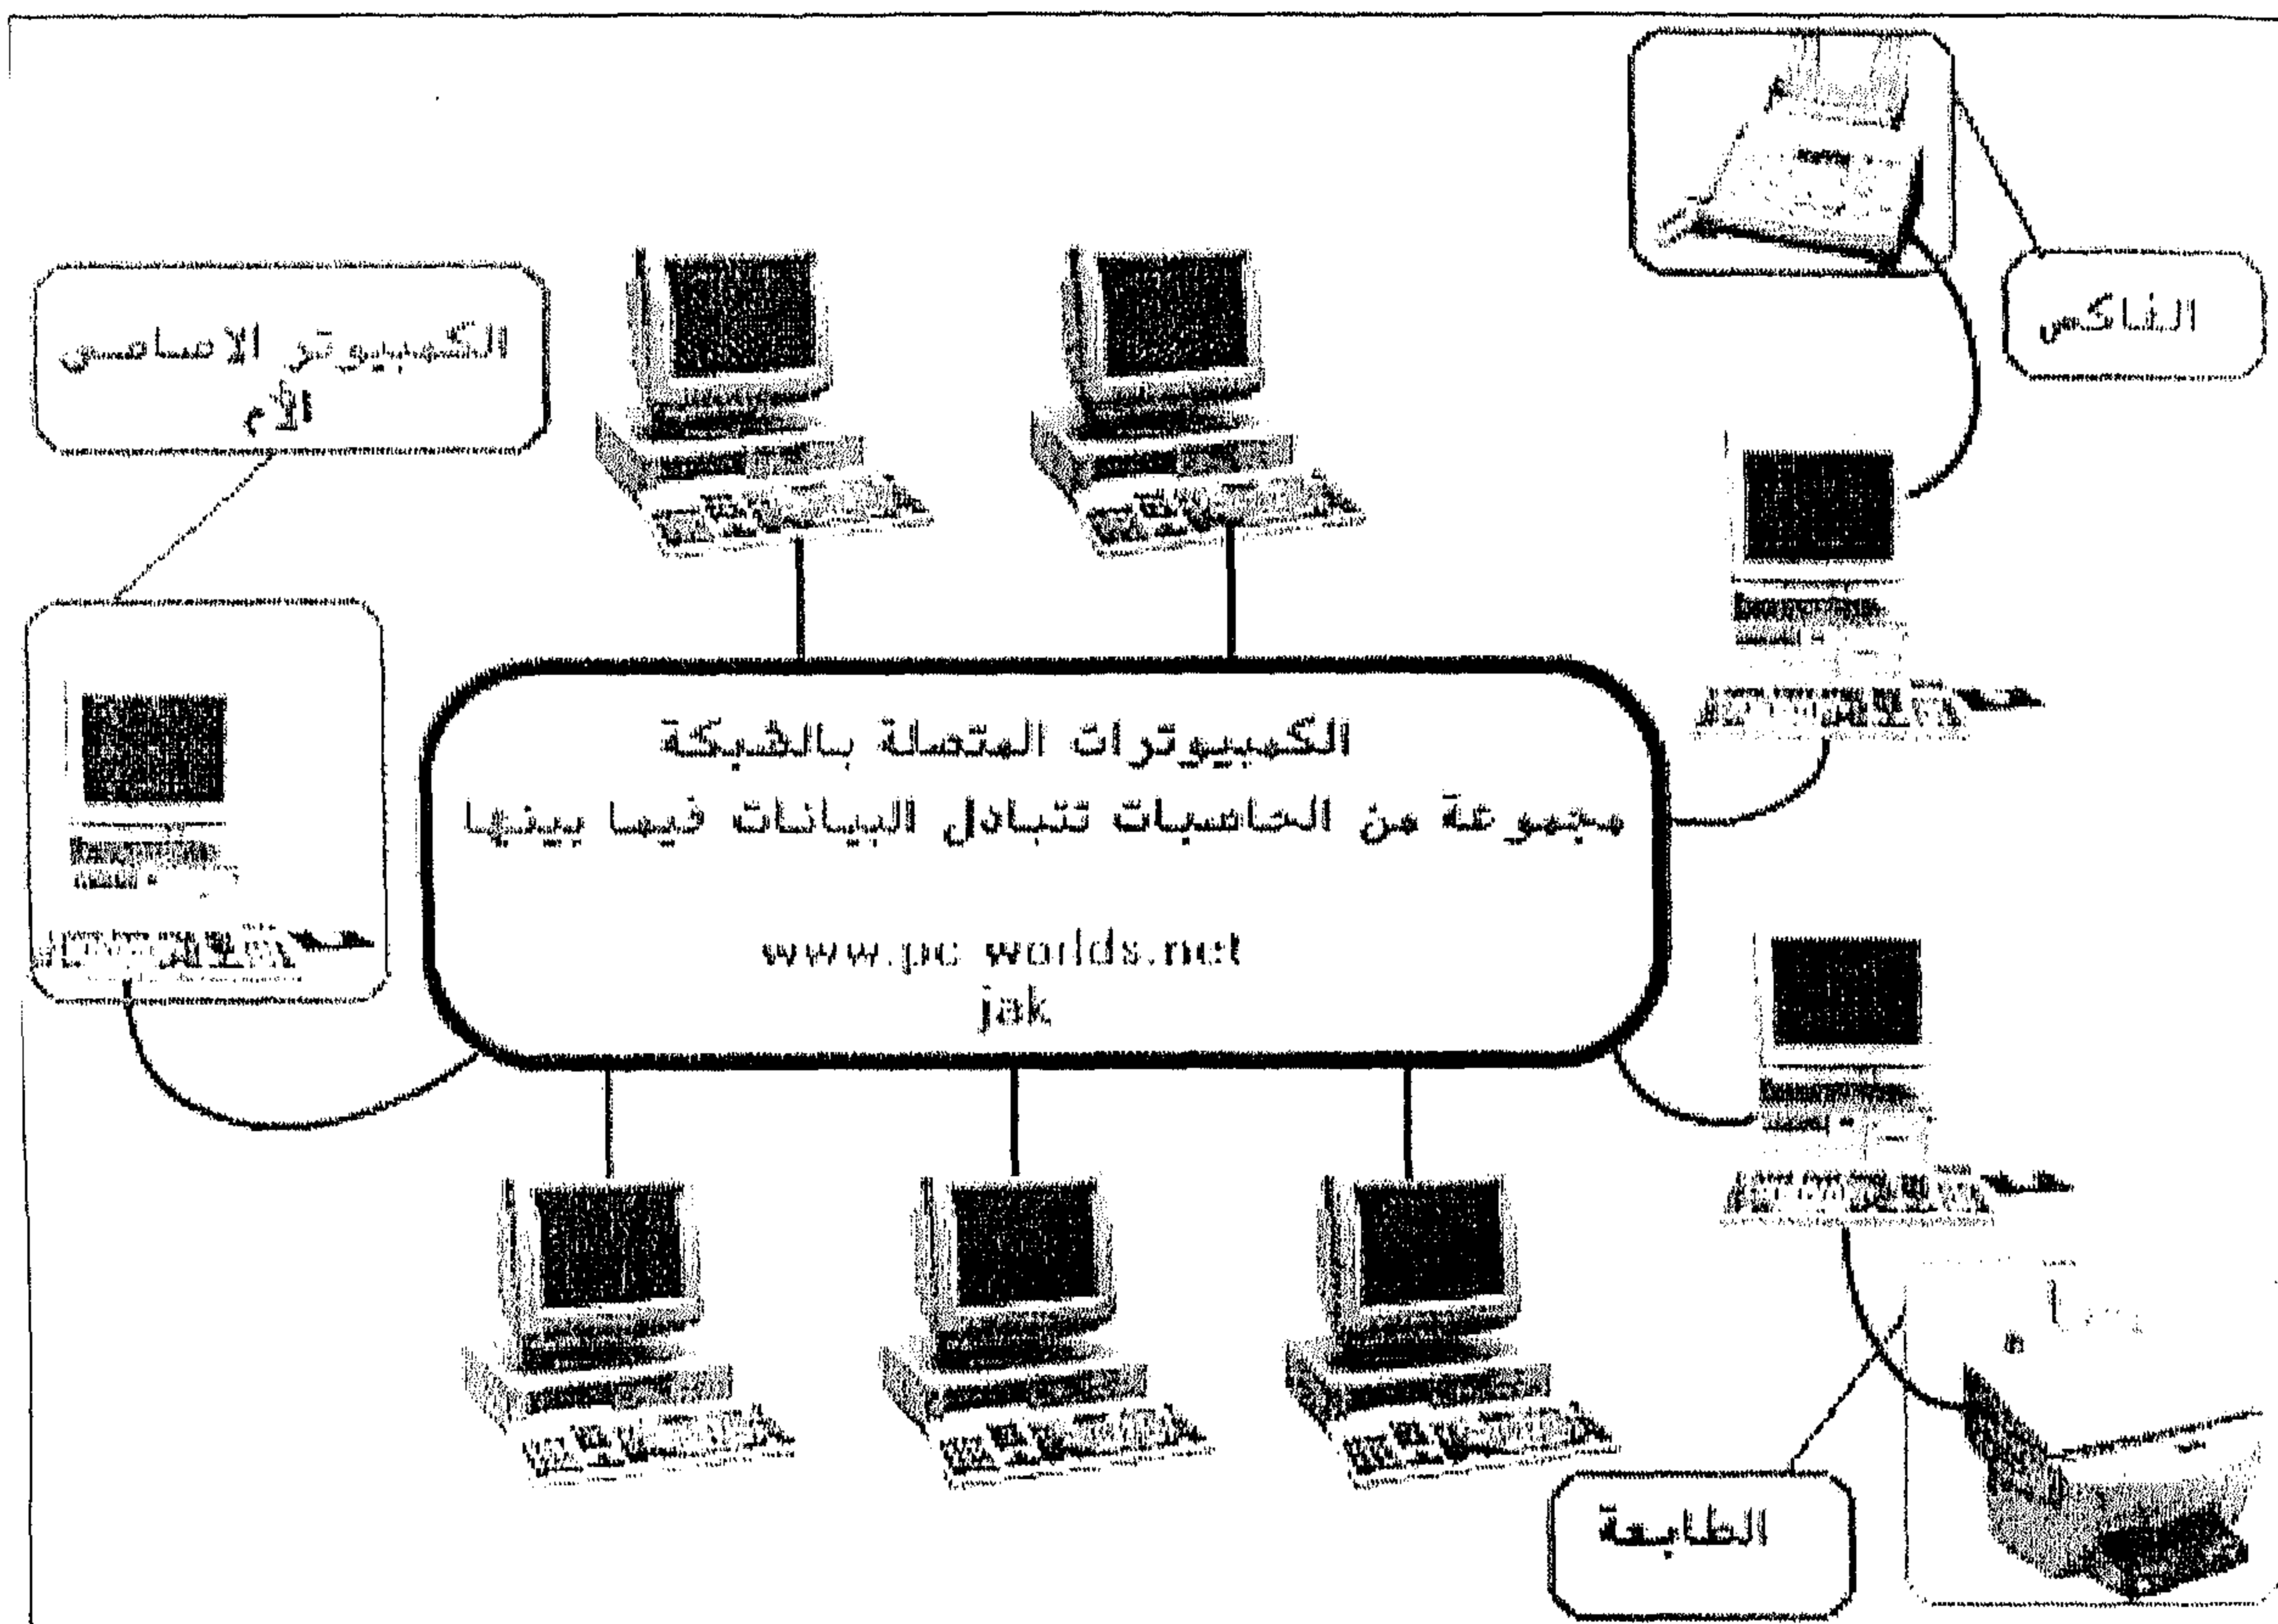 الفاكس
الكمبيوتر الاساسي
الأم
الكمبيوترات المتصلة بالشبكة
مجموعة من الحاسبات تتبادل البيانات فيما بينها
www.pc worlds.net
jak
الطابعة